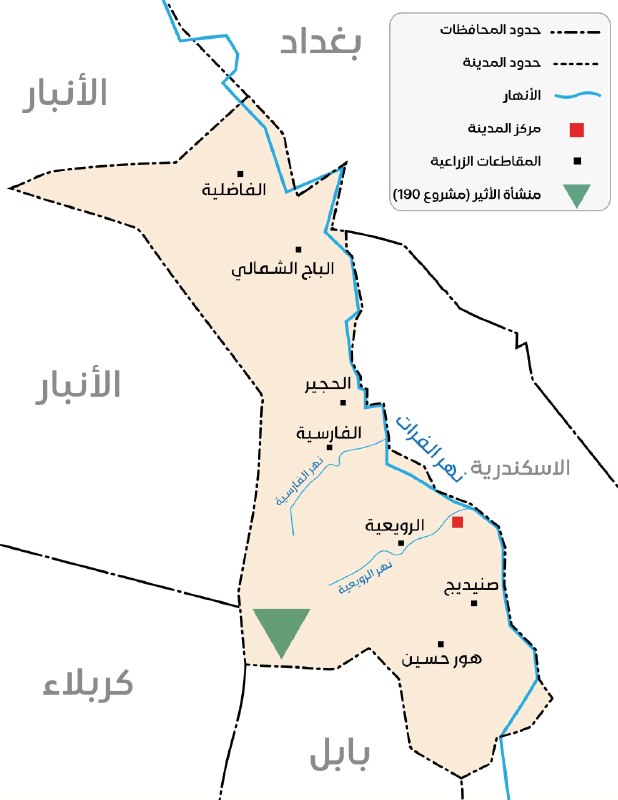 حدود المحافظات
حدود المدينة
الأنهار
مركز المدينة
المقاطعات الزراعية
منشأة الأثير (مشروع 190)
بغداد
الأنبار
الفاضلية
الباج الشمالي
الأنبار
الحجير
الفارسية
نهر الفرات
الاسكندرية
نهر الفارسية
الرويعية
نهر الرويعية
صنيديج
هور حسين
كربلاء
بابل